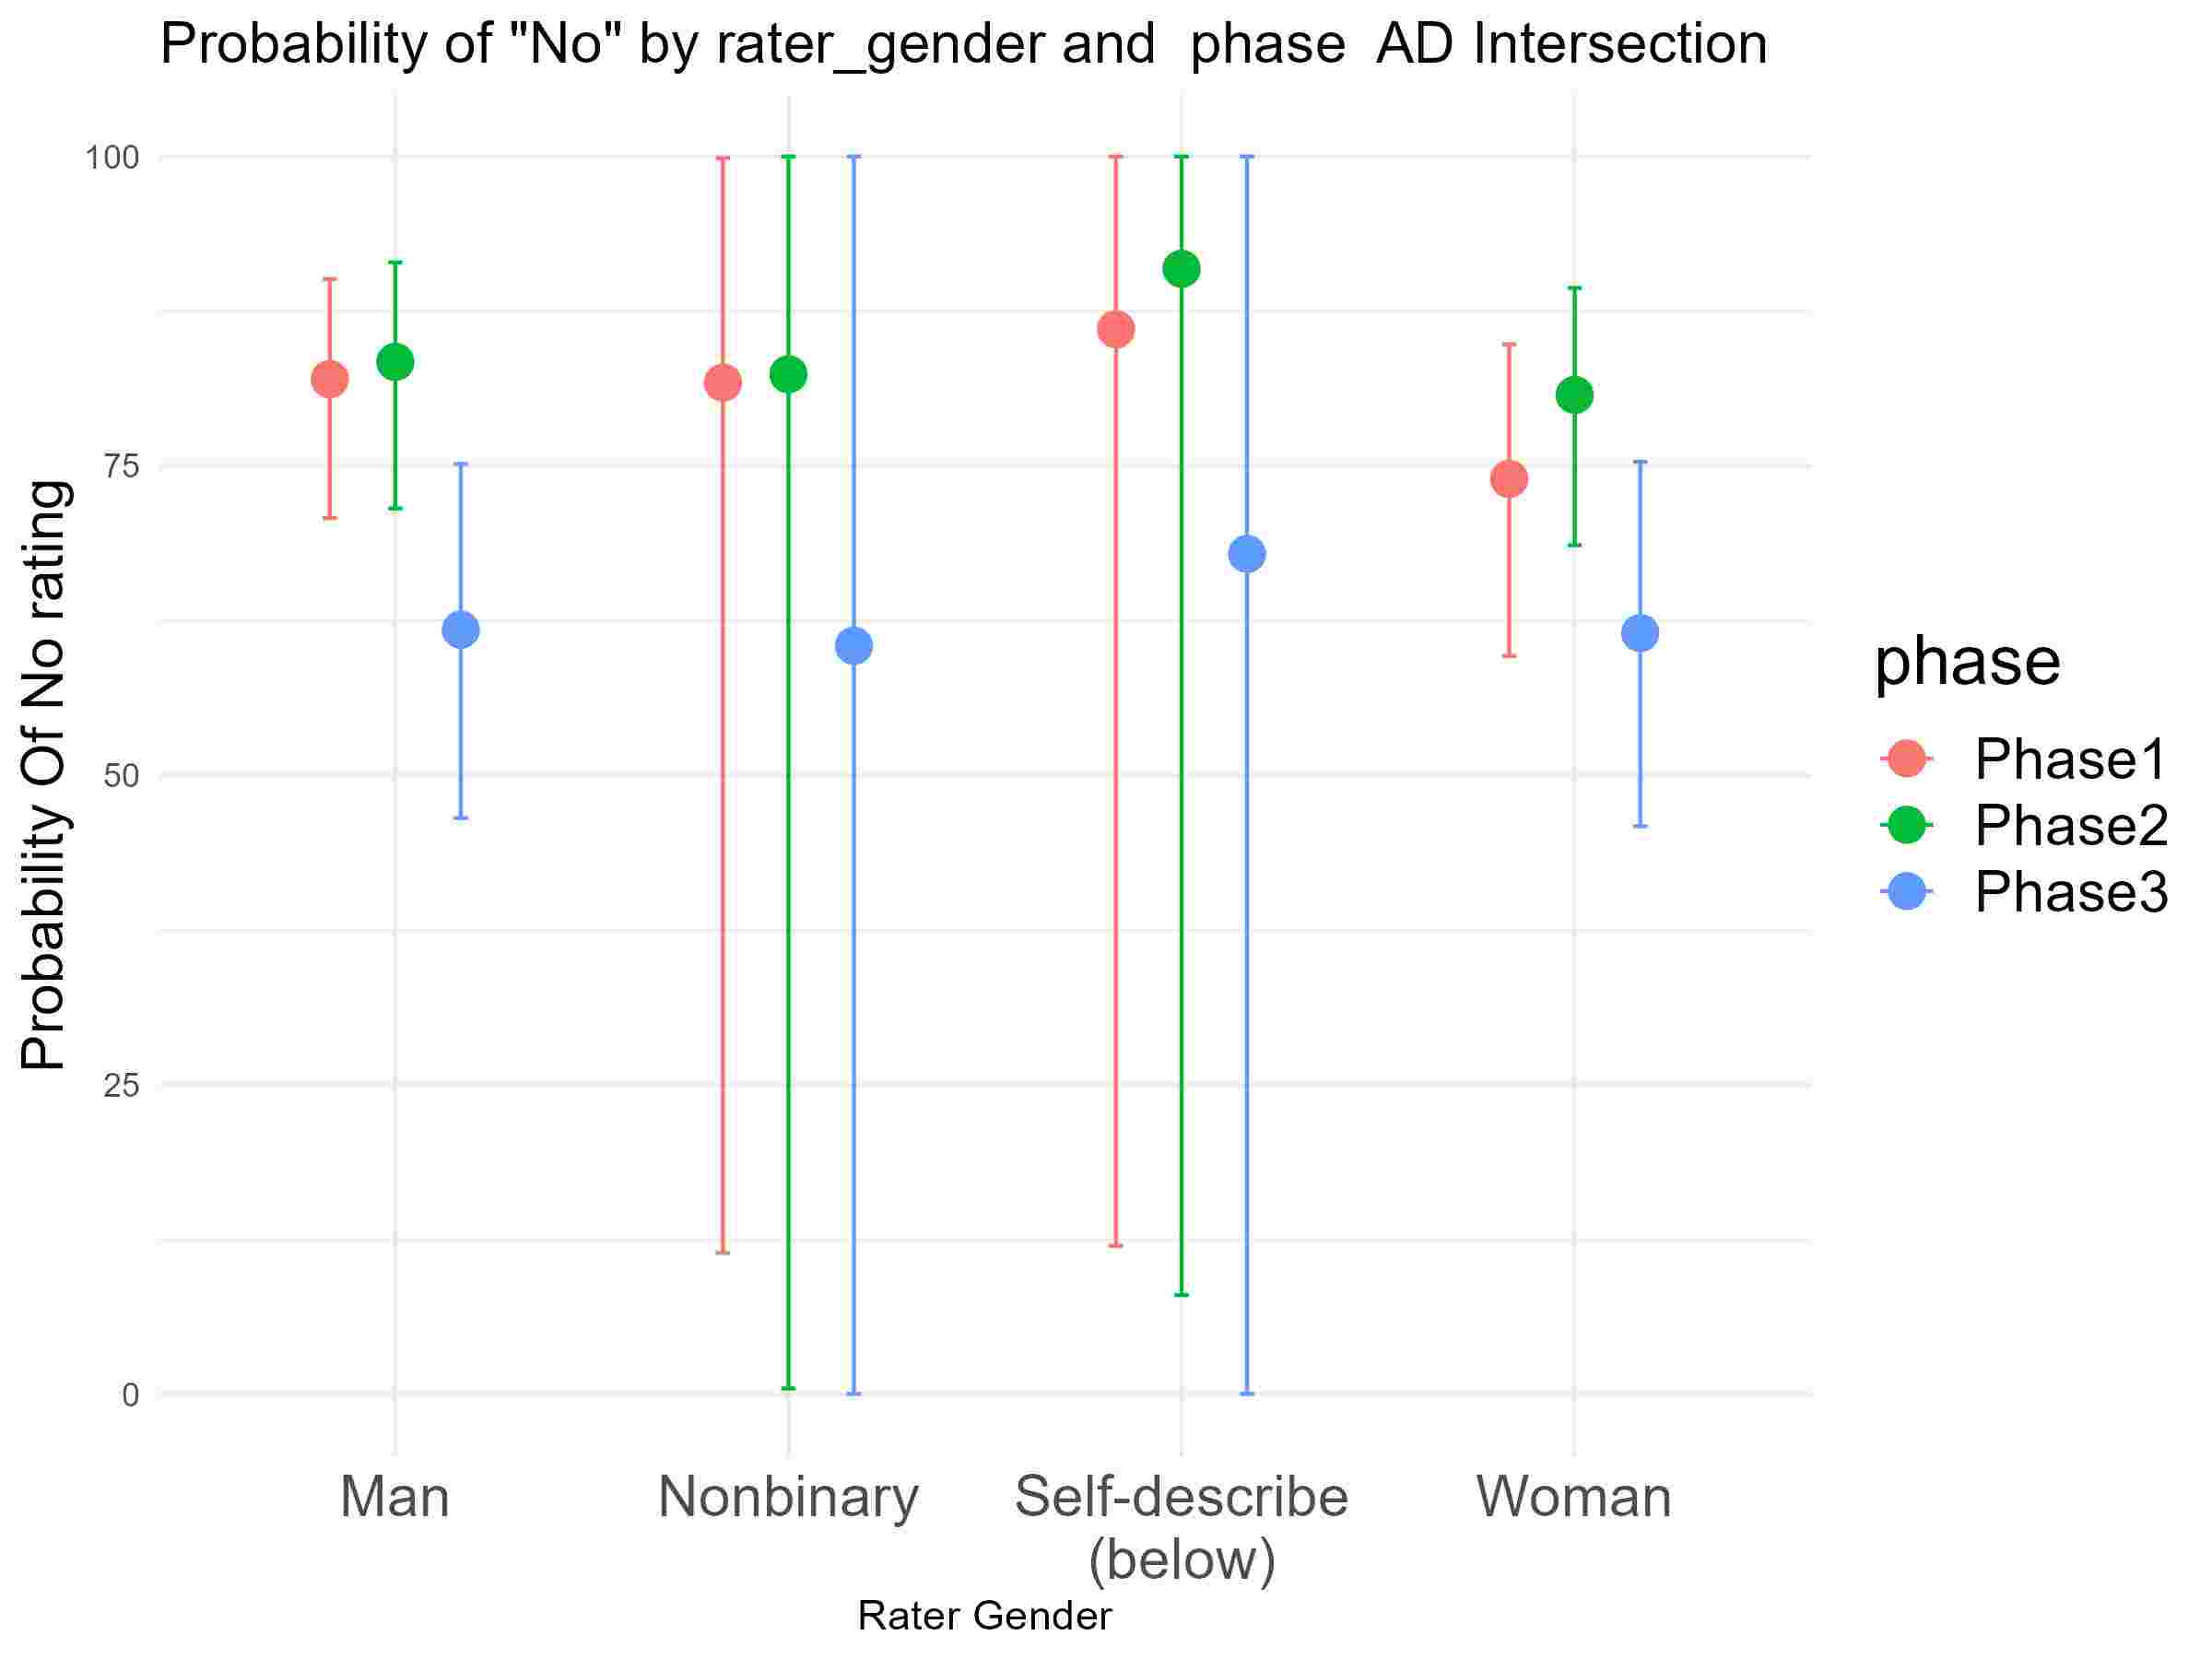 Probability of "No" by rater_gender and  phase  AD Intersection
Probability Of No rating
100
75
50
25
0
Man
Nonbinary
Self-describe
(below)
Woman
Rater Gender
phase
Phase1
Phase2
Phase3